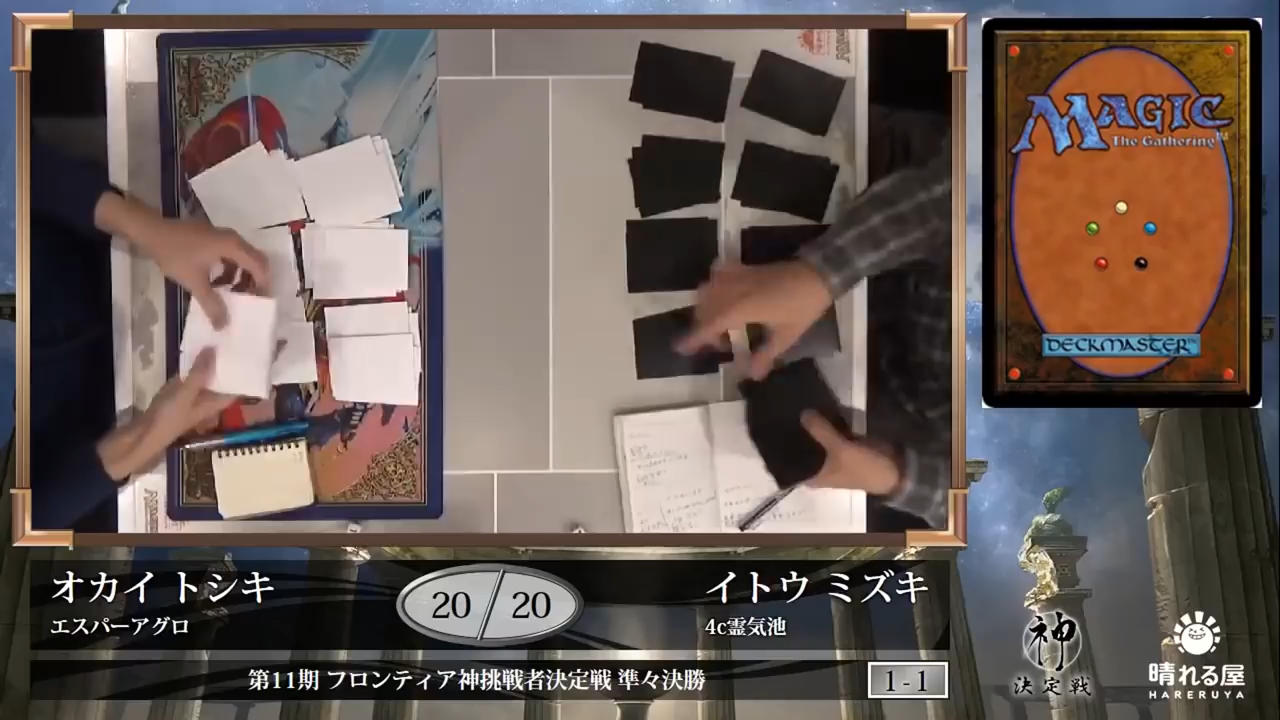 MAGIC
The Gathering
DECKMASTER
オカイ トシキ
エスパーアグロ
20 / 20
イトウ ミズキ
4c霊気池
第11期 フロンティア神挑戦者決定戦 準々決勝
1-1
神
決定戦
晴れる屋
HARERUYA